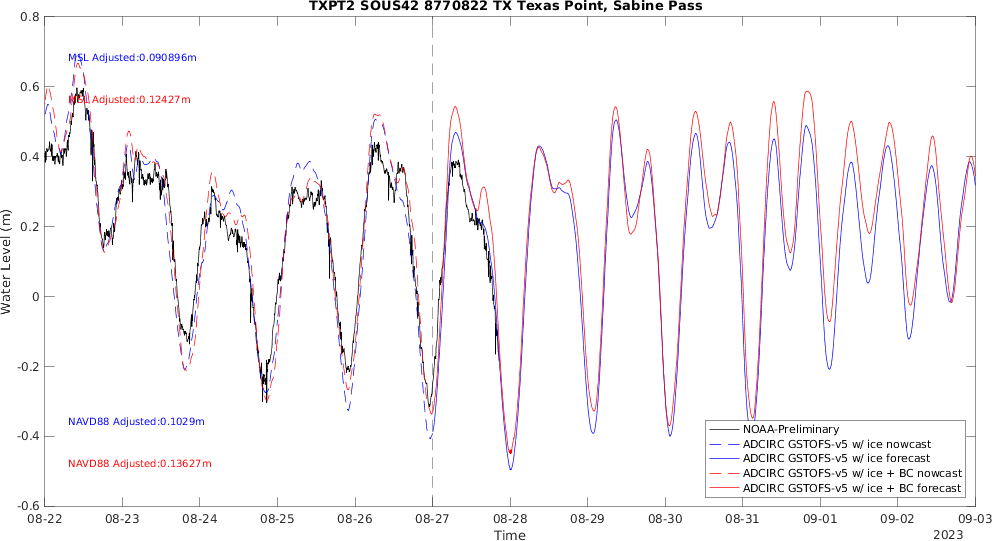 TXPT2 SOUS42 8770822 TX Texas Point, Sabine Pass
0.8
0.6
0.4
0.2
0
-0.2
-0.4
-0.6
Water Level (m)
MSL Adjusted:0.090896m
MSL Adjusted:0.12427m
NAVD88 Adjusted:0.1029m
NAVD88 Adjusted:0.13627m
NOAA-Preliminary
ADCIRC GSTOFS-v5 w/ ice nowcast
ADCIRC GSTOFS-v5 w/ ice forecast
ADCIRC GSTOFS-v5 w/ ice + BC nowcast
ADCIRC GSTOFS-v5 w/ ice + BC forecast
08-22 08-23 08-24 08-25 08-26 08-27 08-28 08-29 08-30 08-31 09-01 09-02 09-03
Time
2023